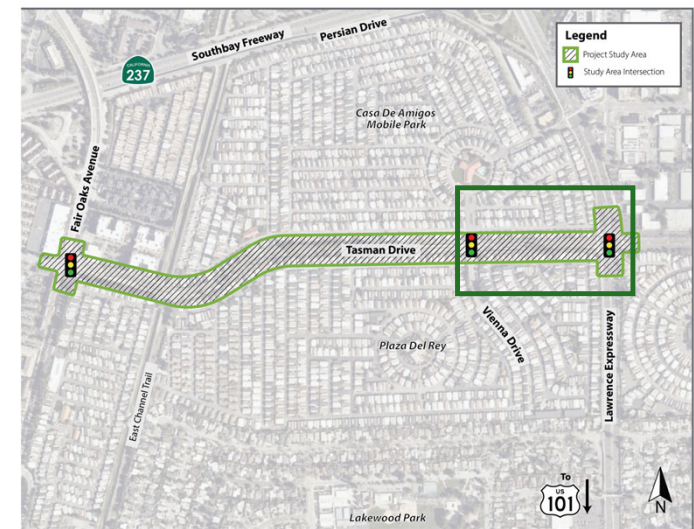 Southbay Freeway
Persian Drive
Legend
Project Study Area
Study Area Intersection
CALIFORNIA
237
Casa De Amigos
Mobile Park
Fair Oaks Avenue
Tasman Drive
Vienna Drive
Plaza Del Rey
Lawrence Expressway
East Channel Trail
To
US
101
N
Lakewood Park